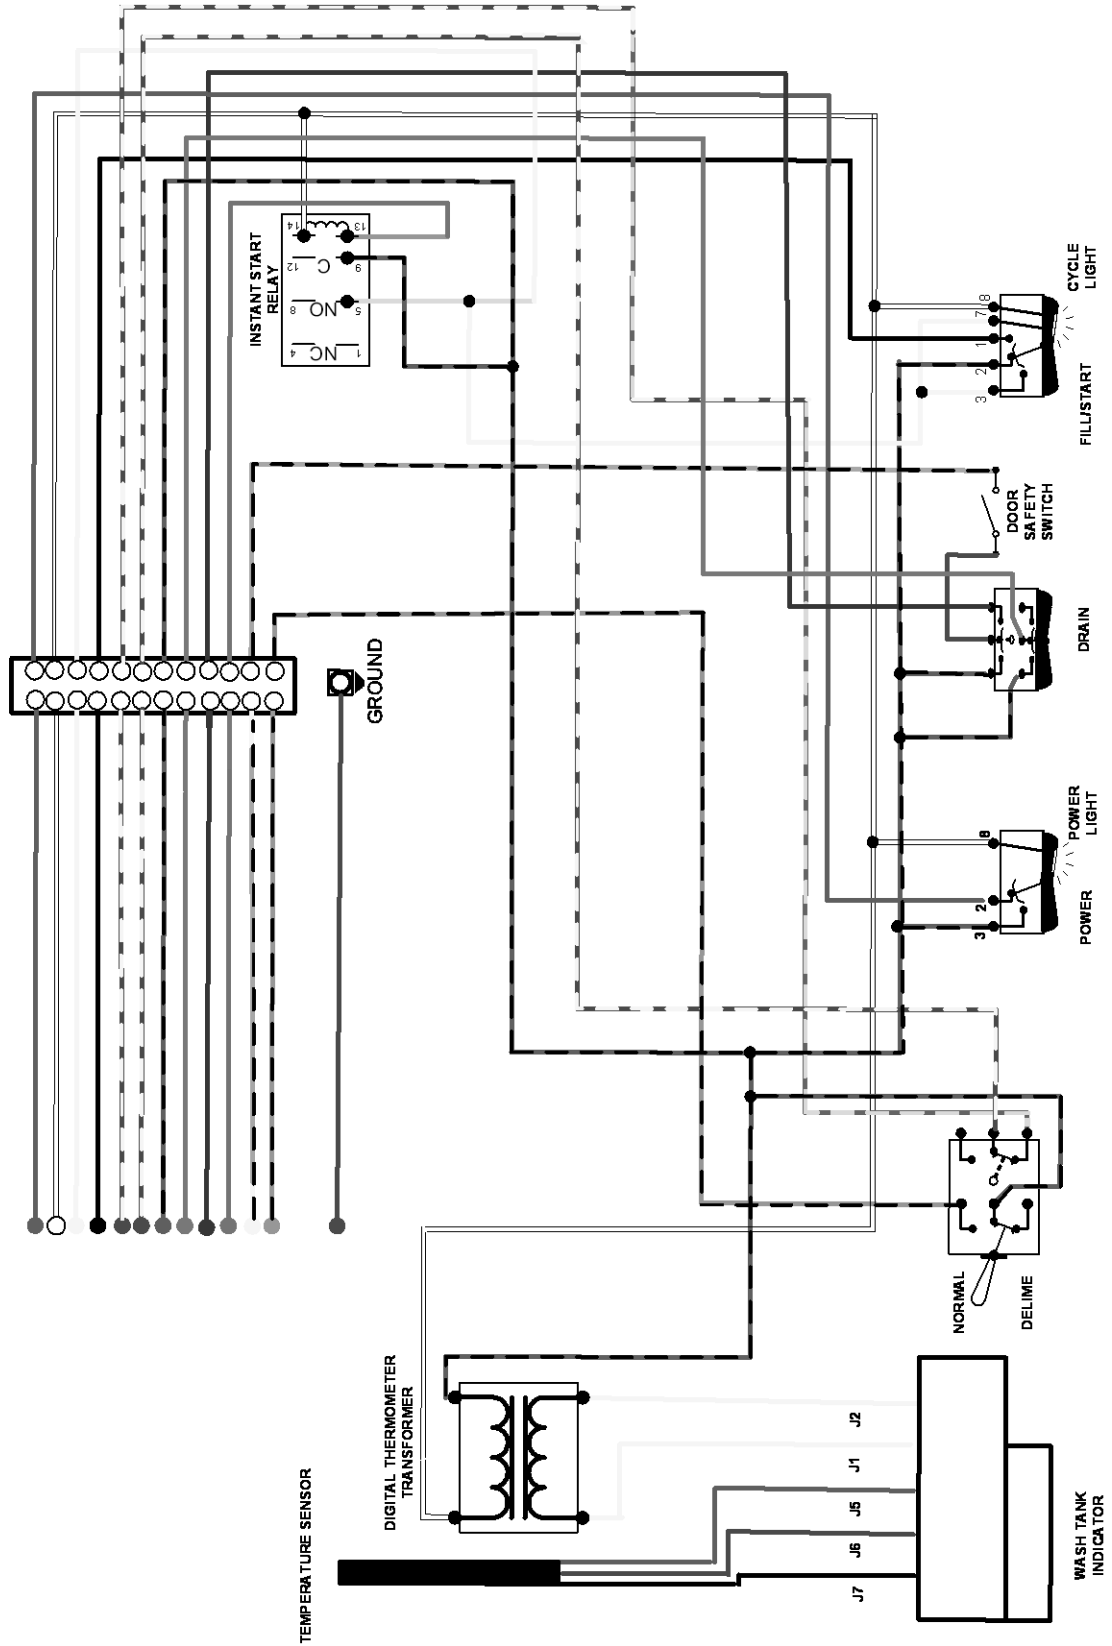 INSTANT START
RELAY
14
13
12
C
9
8
NO
5
4
NC
1
CYCLE
LIGHT
8
7
1
2
3
FILL/START
DOOR
SAFETY
SWITCH
DRAIN
GROUND
POWER
LIGHT
8
2
3
POWER
NORMAL
DELIME
DIGITAL THERMOMETER
TRANSFORMER
TEMPERATURE SENSOR
J2
J1
J5
J6
J7
WASH TANK
INDICATOR